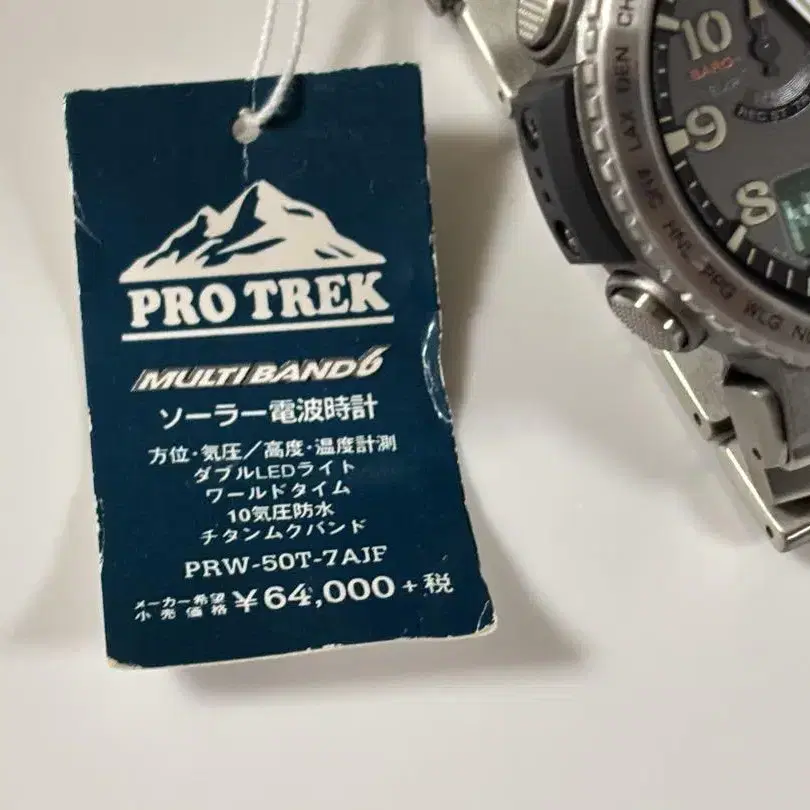 PRO TREK
MULTI BAND 6
ソーラー電波時計
方位・気圧／高度・温度計測
ダブルLEDライト
ワールドタイム
10気圧防水
チタンムクバンド
PRW-50T-7AJF
メーカー希望小売価格 ¥64,000+税
10
BARO
9
8
DEN
LAX
ANC
HNL
PPG
WLG